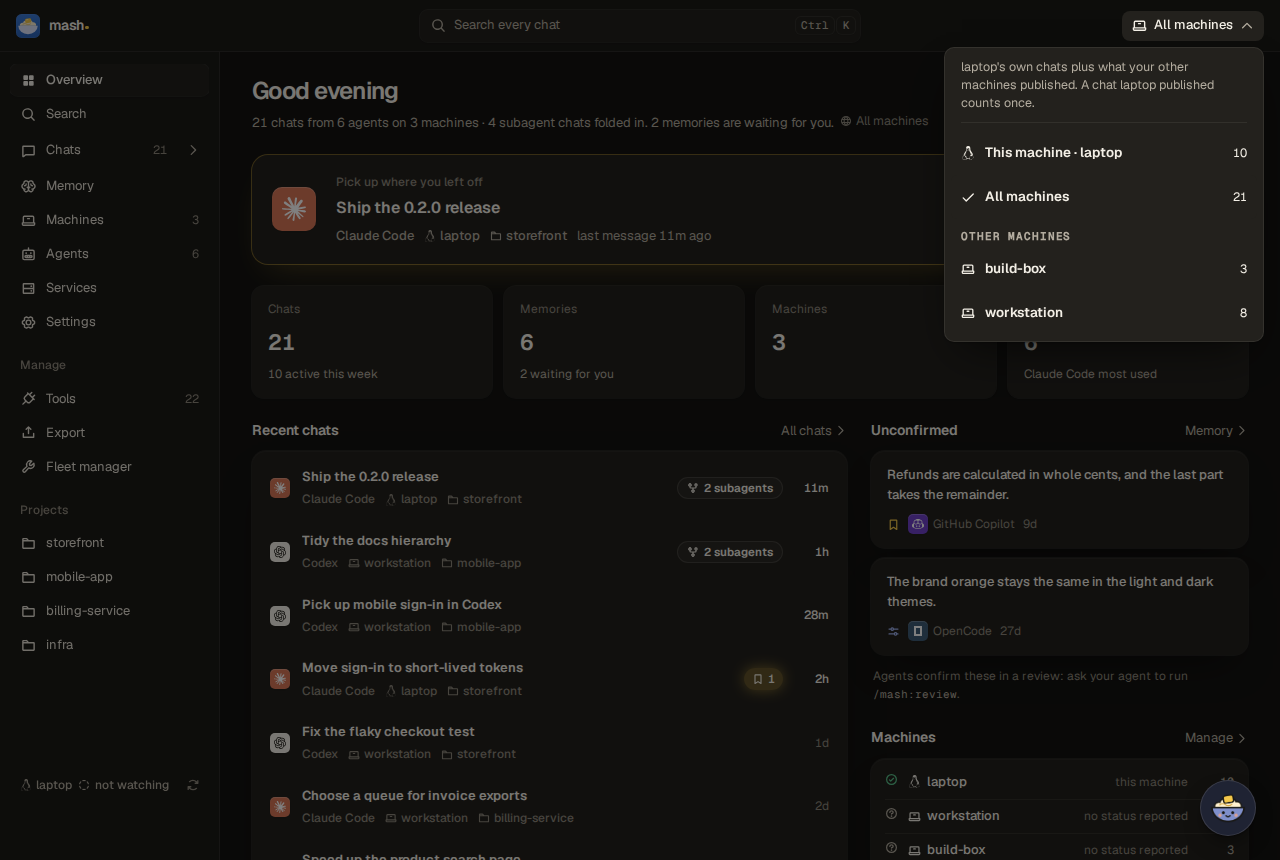 mash
Search every chat
Ctrl K
All machines
laptop's own chats plus what your other
machines published. A chat laptop published
counts once.
This machine · laptop 10
All machines 21
OTHER MACHINES
build-box 3
workstation 8
Overview
Search
Chats 21
Memory
Machines 3
Agents 6
Services
Settings
Manage
Tools 22
Export
Fleet manager
Projects
storefront
mobile-app
billing-service
infra
laptop not watching
Good evening
21 chats from 6 agents on 3 machines · 4 subagent chats folded in. 2 memories are waiting for you. All machines
Pick up where you left off
Ship the 0.2.0 release
Claude Code laptop storefront last message 11m ago
Chats
21
10 active this week
Memories
6
2 waiting for you
Machines
3
6
Claude Code most used
Recent chats
All chats
Ship the 0.2.0 release
Claude Code laptop storefront
2 subagents 11m
Tidy the docs hierarchy
Codex workstation mobile-app
2 subagents 1h
Pick up mobile sign-in in Codex
Codex workstation mobile-app
28m
Move sign-in to short-lived tokens
Claude Code laptop storefront
1 2h
Fix the flaky checkout test
Codex workstation storefront
1d
Choose a queue for invoice exports
Claude Code workstation billing-service
2d
Speed up the product search page
Unconfirmed
Memory
Refunds are calculated in whole cents, and the last part
takes the remainder.
GitHub Copilot 9d
The brand orange stays the same in the light and dark
themes.
OpenCode 27d
Agents confirm these in a review: ask your agent to run
/mash:review.
Machines
Manage
laptop this machine
workstation no status reported
build-box no status reported 3